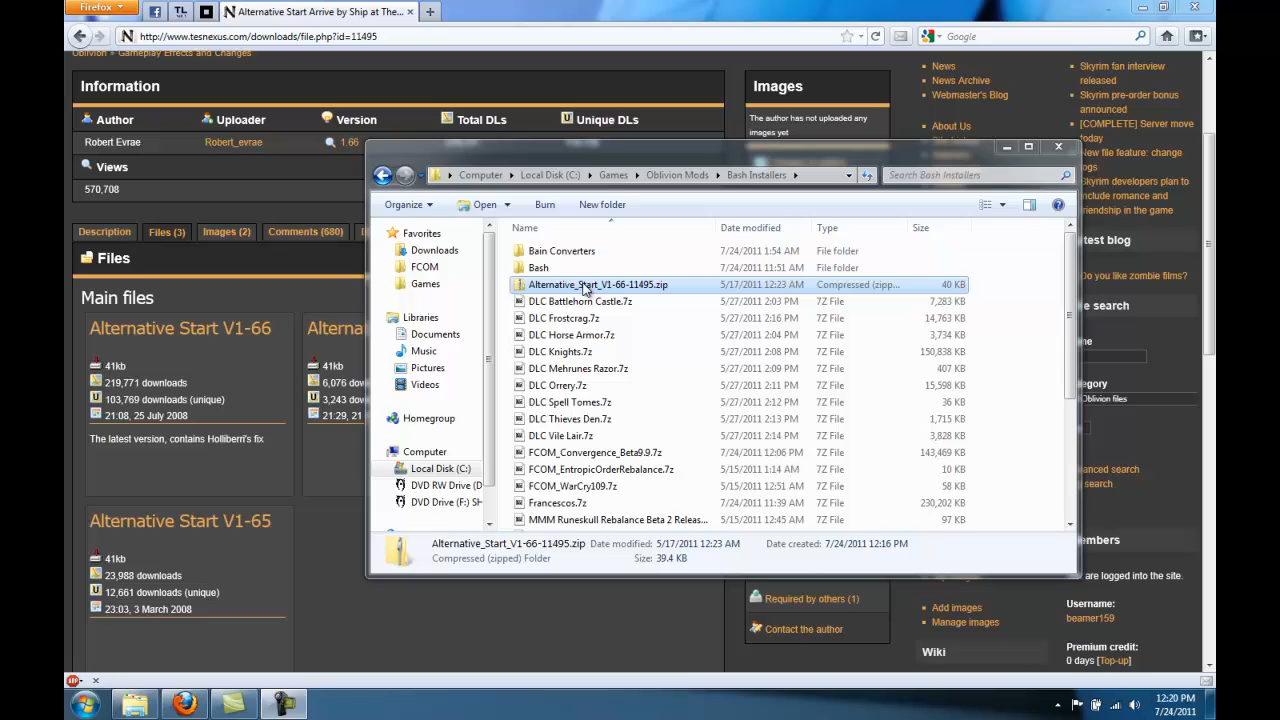 Firefox
Alternative Start Arrive by Ship at The...
http://www.tesnexus.com/downloads/file.php?id=11495
Google
Oblivion » Gameplay Effects and Changes
Information
Author Uploader Version Total DLs Unique DLs
Robert Evrae Robert_evrae 1.66
Views
570,708
Description Files (3) Images (2) Comments (680)
Files
Main files
Alternative Start V1-66
41kb
219,771 downloads
103,769 downloads (unique)
21:08, 25 July 2008
The latest version, contains Holliberri's fix
Alterna
41kb
6,076 dow
3,243 dow
21:29, 21
Alternative Start V1-65
41kb
23,988 downloads
12,661 downloads (unique)
23:03, 3 March 2008
Images
The author has not uploaded any
images yet
Required by others (1)
Contact the author
News
News Archive
Webmaster's Blog
About Us
Skyrim fan interview
released
Skyrim pre-order bonus
announced
[COMPLETE] Server move
today
New file feature: change
logs
Skyrim developers plan to
include romance and
friendship in the game
test blog
Do you like zombie films?
e search
me
egory
Oblivion files
anced search
search
embers
are logged into the site.
Username:
beamer159
Premium credit:
0 days [Top-up]
Add images
Manage images
Wiki
Computer Local Disk (C:) Games Oblivion Mods Bash Installers
Search Bash Installers
Organize Open Burn New folder
Favorites
Downloads
FCOM
Games
Libraries
Documents
Music
Pictures
Videos
Homegroup
Computer
Local Disk (C:)
DVD RW Drive (D
DVD Drive (F:) SH
Name Date modified Type Size
Bain Converters 7/24/2011 1:54 AM File folder
Bash 7/24/2011 11:51 AM File folder
Alternative_Start_V1-66-11495.zip 5/17/2011 12:23 AM Compressed (zipp... 40 KB
DLC Battlehorn Castle.7z 5/27/2011 2:03 PM 7Z File 7,283 KB
DLC Frostcrag.7z 5/27/2011 2:16 PM 7Z File 14,763 KB
DLC Horse Armor.7z 5/27/2011 2:06 PM 7Z File 3,734 KB
DLC Knights.7z 5/27/2011 2:08 PM 7Z File 150,838 KB
DLC Mehrunes Razor.7z 5/27/2011 2:09 PM 7Z File 407 KB
DLC Orrery.7z 5/27/2011 2:11 PM 7Z File 15,598 KB
DLC Spell Tomes.7z 5/27/2011 2:12 PM 7Z File 36 KB
DLC Thieves Den.7z 5/27/2011 2:13 PM 7Z File 1,715 KB
DLC Vile Lair.7z 5/27/2011 2:14 PM 7Z File 3,828 KB
FCOM_Convergence_Beta9.9.7z 7/24/2011 12:06 PM 7Z File 143,469 KB
FCOM_EntropicOrderRebalance.7z 5/15/2011 1:14 AM 7Z File 10 KB
FCOM_WarCry109.7z 5/15/2011 12:51 AM 7Z File 58 KB
Francescos.7z 7/24/2011 11:39 AM 7Z File 230,202 KB
MMM Runeskull Rebalance Beta 2 Releas... 5/15/2011 12:45 AM 7Z File 97 KB
Alternative_Start_V1-66-11495.zip Date modified: 5/17/2011 12:23 AM Date created: 7/24/2011 12:16 PM
Compressed (zipped) Folder Size: 39.4 KB
12:20 PM
7/24/2011